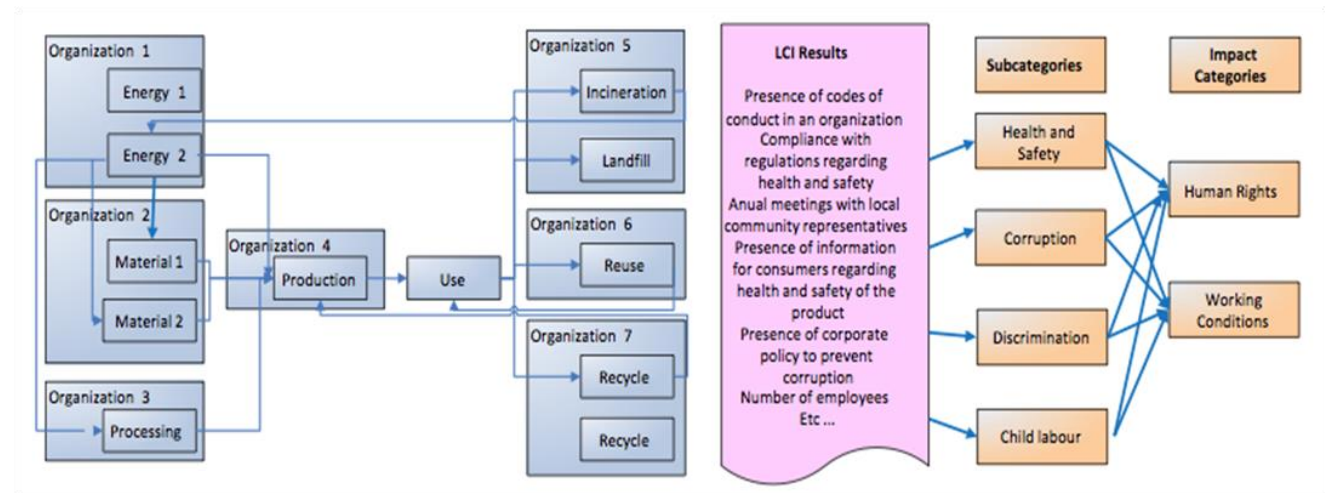 Organization 1
Energy 1
Energy 2
Organization 2
Material 1
Material 2
Organization 3
Processing
Organization 4
Production
Use
Organization 5
Incineration
Landfill
Organization 6
Reuse
Organization 7
Recycle
Recycle
LCI Results
Presence of codes of
conduct in an organization
Compliance with
regulations regarding
health and safety
Anual meetings with local
community representatives
Presence of information
for consumers regarding
health and safety of the
product
Presence of corporate
policy to prevent
corruption
Number of employees
Etc ...
Subcategories
Health and
Safety
Corruption
Discrimination
Child labour
Impact
Categories
Human Rights
Working
Conditions